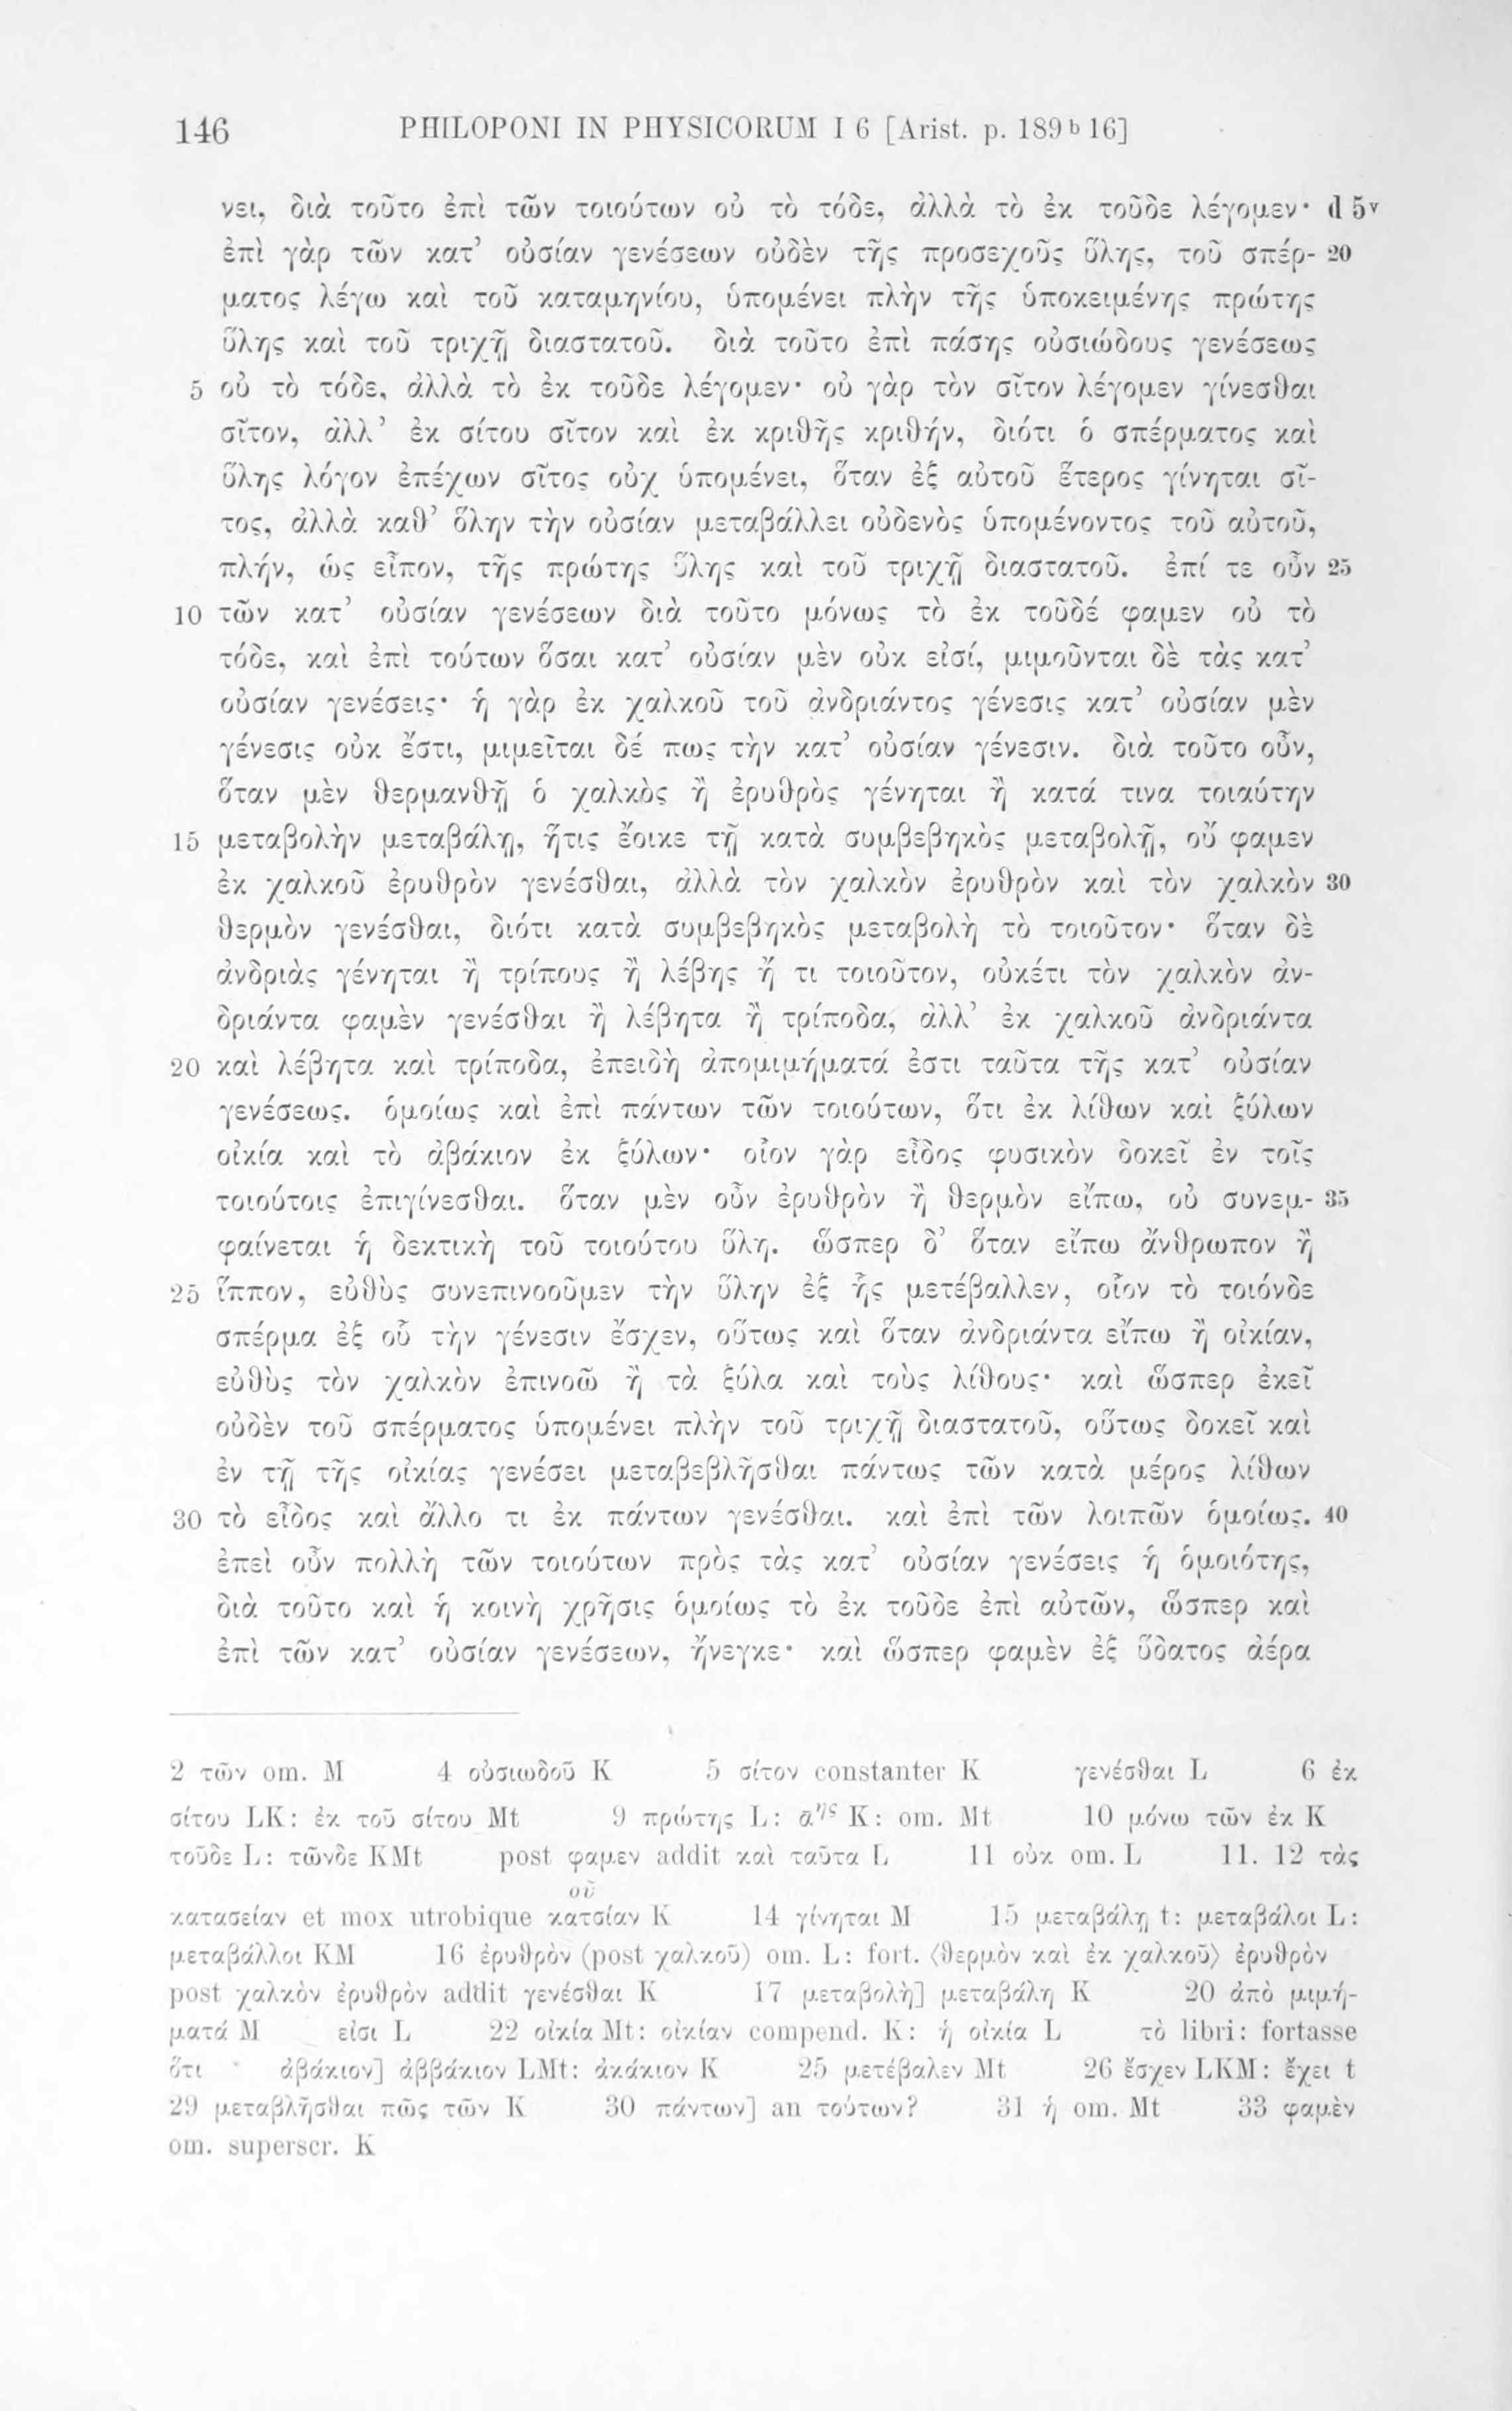 146 PHILOPONI IN PHYSICORUM I 6 [Arist. p. 189 b 16]
νει, διὰ τοῦτο ἐπὶ τῶν τοιούτων οὐ τὸ τόδε, ἀλλὰ τὸ ἐκ τοῦδε λέγομεν· d 5v
ἐπὶ γὰρ τῶν κατ’ οὐσίαν γενέσεων οὐδὲν τῆς προσεχοῦς ὕλης, τοῦ σπέρ- 20
ματος λέγω καὶ τοῦ καταμηνίου, ὑπομένει πλὴν τῆς ὑποκειμένης πρώτης
ὕλης καὶ τοῦ τριχῇ διαστατοῦ. διὰ τοῦτο ἐπὶ πάσης οὐσιώδους γενέσεως
5 οὐ τὸ τόδε, ἀλλὰ τὸ ἐκ τοῦδε λέγομεν· οὐ γὰρ τὸν σῖτον λέγομεν γίνεσθαι
σῖτον, ἀλλ’ ἐκ σίτου σῖτον καὶ ἐκ κριθῆς κριθήν, διότι ὁ σπέρματος καὶ
ὕλης λόγον ἐπέχων σῖτος οὐχ ὑπομένει, ὅταν ἐξ αὐτοῦ ἕτερος γίνηται σῖ-
τος, ἀλλὰ καθ’ ὅλην τὴν οὐσίαν μεταβάλλει οὐδενὸς ὑπομένοντος τοῦ αὐτοῦ,
πλήν, ὡς εἶπον, τῆς πρώτης ὕλης καὶ τοῦ τριχῇ διαστατοῦ. ἐπί τε οὖν 25
10 τῶν κατ’ οὐσίαν γενέσεων διὰ τοῦτο μόνως τὸ ἐκ τοῦδέ φαμεν οὐ τὸ
τόδε, καὶ ἐπὶ τούτων ὅσαι κατ’ οὐσίαν μὲν οὐκ εἰσί, μιμοῦνται δὲ τὰς κατ’
οὐσίαν γενέσεις· ἡ γὰρ ἐκ χαλκοῦ τοῦ ἀνδριάντος γένεσις κατ’ οὐσίαν μὲν
γένεσις οὐκ ἔστι, μιμεῖται δέ πως τὴν κατ’ οὐσίαν γένεσιν. διὰ τοῦτο οὖν,
ὅταν μὲν θερμανθῇ ὁ χαλκὸς ἢ ἐρυθρὸς γένηται ἢ κατά τινα τοιαύτην
15 μεταβολὴν μεταβάλῃ, ἥτις ἔοικε τῇ κατὰ συμβεβηκὸς μεταβολῇ, οὔ φαμεν
ἐκ χαλκοῦ ἐρυθρὸν γενέσθαι, ἀλλὰ τὸν χαλκὸν ἐρυθρὸν καὶ τὸν χαλκὸν 30
θερμὸν γενέσθαι, διότι κατὰ συμβεβηκὸς μεταβολὴ τὸ τοιοῦτον· ὅταν δὲ
ἀνδριὰς γένηται ἢ τρίπους ἢ λέβης ἤ τι τοιοῦτον, οὐκέτι τὸν χαλκὸν ἀν-
δριάντα φαμὲν γενέσθαι ἢ λέβητα ἢ τρίποδα, ἀλλ’ ἐκ χαλκοῦ ἀνδριάντα
20 καὶ λέβητα καὶ τρίποδα, ἐπειδὴ ἀπομιμήματά ἐστι ταῦτα τῆς κατ’ οὐσίαν
γενέσεως. ὁμοίως καὶ ἐπὶ πάντων τῶν τοιούτων, ὅτι ἐκ λίθων καὶ ξύλων
οἰκία καὶ τὸ ἀβάκιον ἐκ ξύλων· οἷον γὰρ εἶδος φυσικὸν δοκεῖ ἐν τοῖς
τοιούτοις ἐπιγίνεσθαι. ὅταν μὲν οὖν ἐρυθρὸν ἢ θερμὸν εἴπω, οὐ συνεμ- 35
φαίνεται ἡ δεκτικὴ τοῦ τοιούτου ὕλη. ὥσπερ δ’ ὅταν εἴπω ἄνθρωπον ἢ
25 ἵππον, εὐθὺς συνεπινοοῦμεν τὴν ὕλην ἐξ ἧς μετέβαλλεν, οἷον τὸ τοιόνδε
σπέρμα ἐξ οὗ τὴν γένεσιν ἔσχεν, οὕτως καὶ ὅταν ἀνδριάντα εἴπω ἢ οἰκίαν,
εὐθὺς τὸν χαλκὸν ἐπινοῶ ἢ τὰ ξύλα καὶ τοὺς λίθους· καὶ ὥσπερ ἐκεῖ
οὐδὲν τοῦ σπέρματος ὑπομένει πλὴν τοῦ τριχῇ διαστατοῦ, οὕτως δοκεῖ καὶ
ἐν τῇ τῆς οἰκίας γενέσει μεταβεβλῆσθαι πάντως τῶν κατὰ μέρος λίθων
30 τὸ εἶδος καὶ ἄλλο τι ἐκ πάντων γενέσθαι. καὶ ἐπὶ τῶν λοιπῶν ὁμοίως. 40
ἐπεὶ οὖν πολλὴ τῶν τοιούτων πρὸς τὰς κατ’ οὐσίαν γενέσεις ἡ ὁμοιότης,
διὰ τοῦτο καὶ ἡ κοινὴ χρῆσις ὁμοίως τὸ ἐκ τοῦδε ἐπὶ αὐτῶν, ὥσπερ καὶ
ἐπὶ τῶν κατ’ οὐσίαν γενέσεων, ἤνεγκε· καὶ ὥσπερ φαμὲν ἐξ ὕδατος ἀέρα
2 τῶν om. M 4 οὐσιωδοῦ K 5 σίτον constanter K γενέσθαι L 6 ἐκ
σίτου LK: ἐκ τοῦ σίτου Mt 9 πρώτης L: ᾱης K: om. Mt 10 μόνω τῶν ἐκ K
τοῦδε L: τῶνδε KMt post φαμεν addit καὶ ταῦτα L 11 οὐκ om. L 11. 12 τὰς
οῦ
κατασείαν et mox utrobique κατσίαν K 14 γίνηται M 15 μεταβάλῃ t: μεταβάλοι L:
μεταβάλλοι KM 16 ἐρυθρὸν (post χαλκοῦ) om. L: fort. ⟨θερμὸν καὶ ἐκ χαλκοῦ⟩ ἐρυθρὸν
post χαλκὸν ἐρυθρὸν addit γενέσθαι K 17 μεταβολὴ] μεταβάλη K 20 ἀπὸ μιμή-
ματά M εἰσι L 22 οἰκία Mt: οἰκίαν compend. K: ἡ οἰκία L τὸ libri: fortasse
ὅτι ἀβάκιον] ἀββάκιον LMt: ἀκάκιον K 25 μετέβαλεν Mt 26 ἔσχεν LKM: ἔχει t
29 μεταβλῆσθαι πῶς τῶν K 30 πάντων] an τούτων? 31 ἡ om. Mt 33 φαμὲν
om. superscr. K